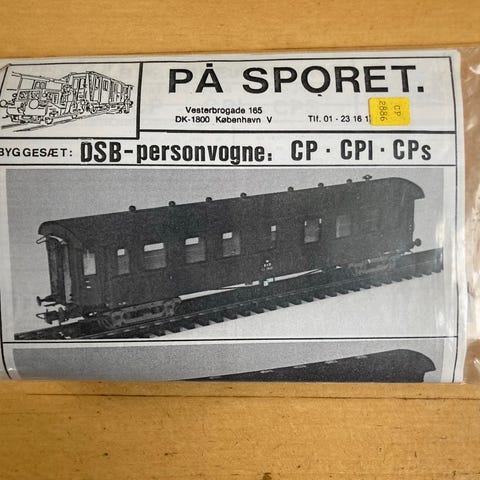 PÅ SPORET.
Vesterbrogade 165
DK-1800 København V Tlf. 01 - 23 16 1
CP
2886
BYGGESÆT: DSB-personvogne: CP · CPl · CPs